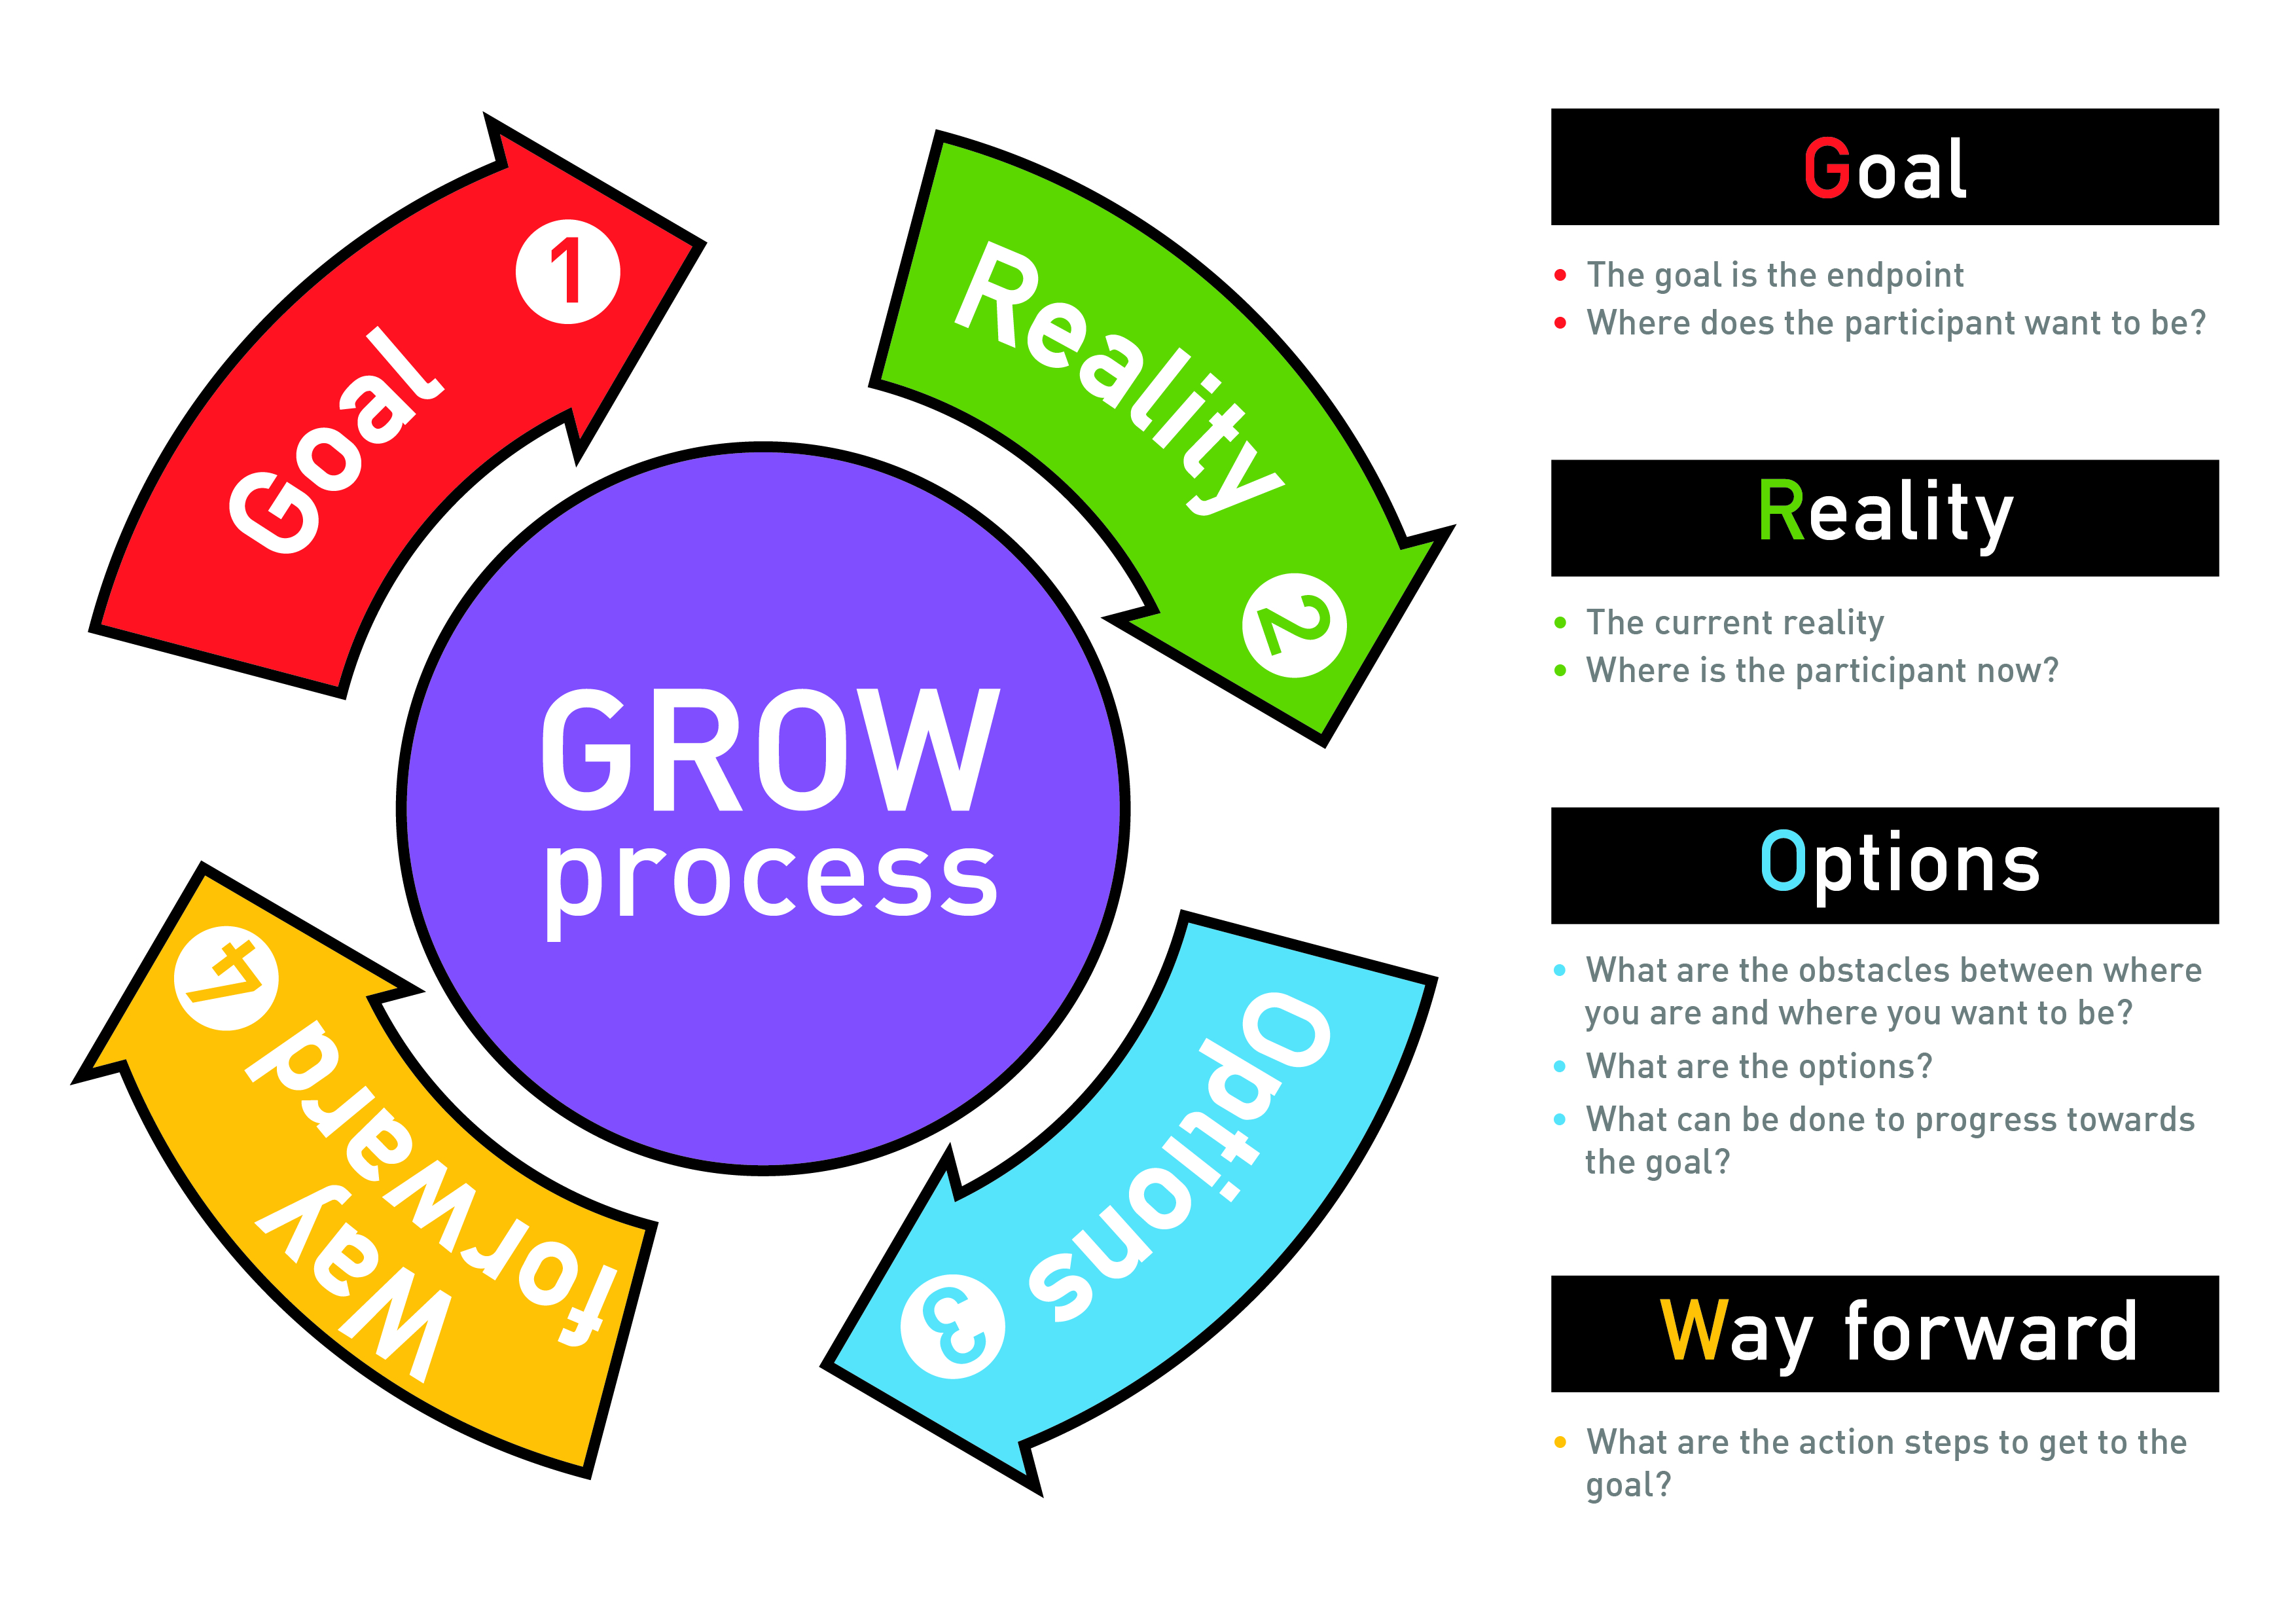 Goal
1
Reality
2
Options
3
Way
forward
4
GROW
process
Goal
• The goal is the endpoint
• Where does the participant want to be?
Reality
• The current reality
• Where is the participant now?
Options
• What are the obstacles between where
you are and where you want to be?
• What are the options?
• What can be done to progress towards
the goal?
Way forward
• What are the action steps to get to the
goal?